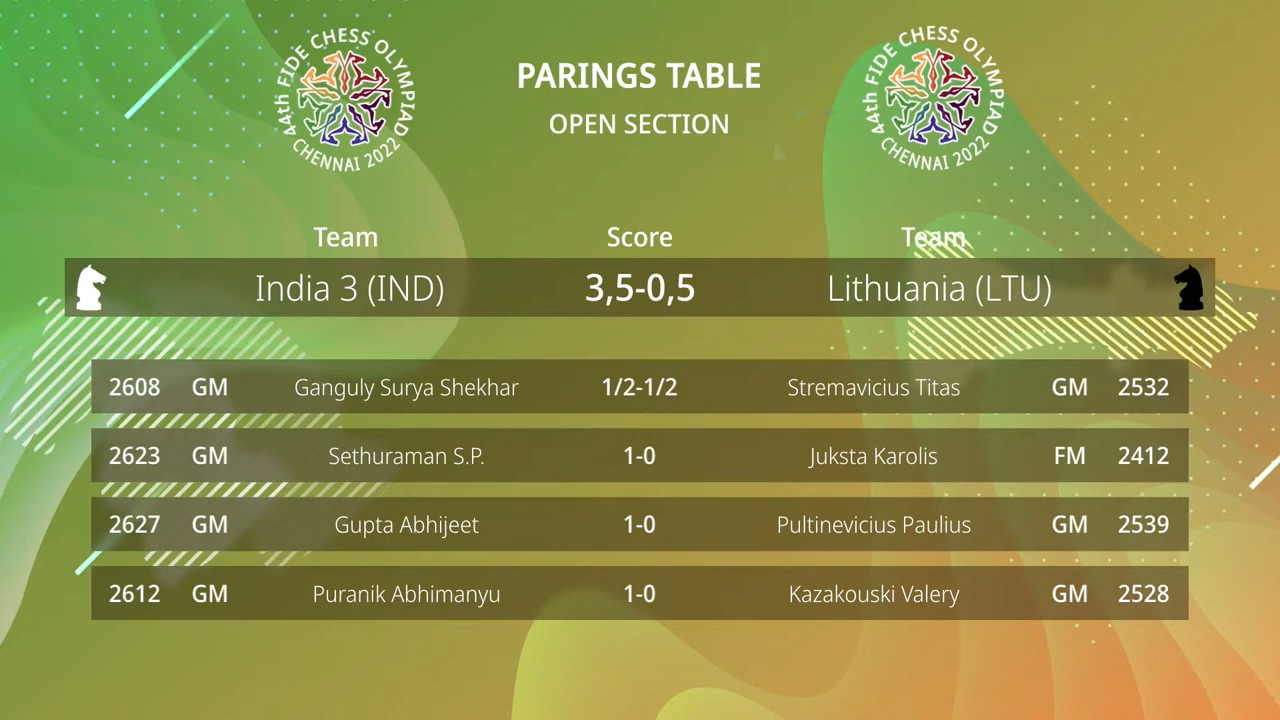 44th FIDE CHESS OLYMPIAD
CHENNAI 2022
PARINGS TABLE
OPEN SECTION
44th FIDE CHESS OLYMPIAD
CHENNAI 2022
Team Score Team
India 3 (IND) 3,5-0,5 Lithuania (LTU)
2608 GM Ganguly Surya Shekhar 1/2-1/2 Stremavicius Titas GM 2532
2623 GM Sethuraman S.P. 1-0 Juksta Karolis FM 2412
2627 GM Gupta Abhijeet 1-0 Pultinevicius Paulius GM 2539
2612 GM Puranik Abhimanyu 1-0 Kazakouski Valery GM 2528